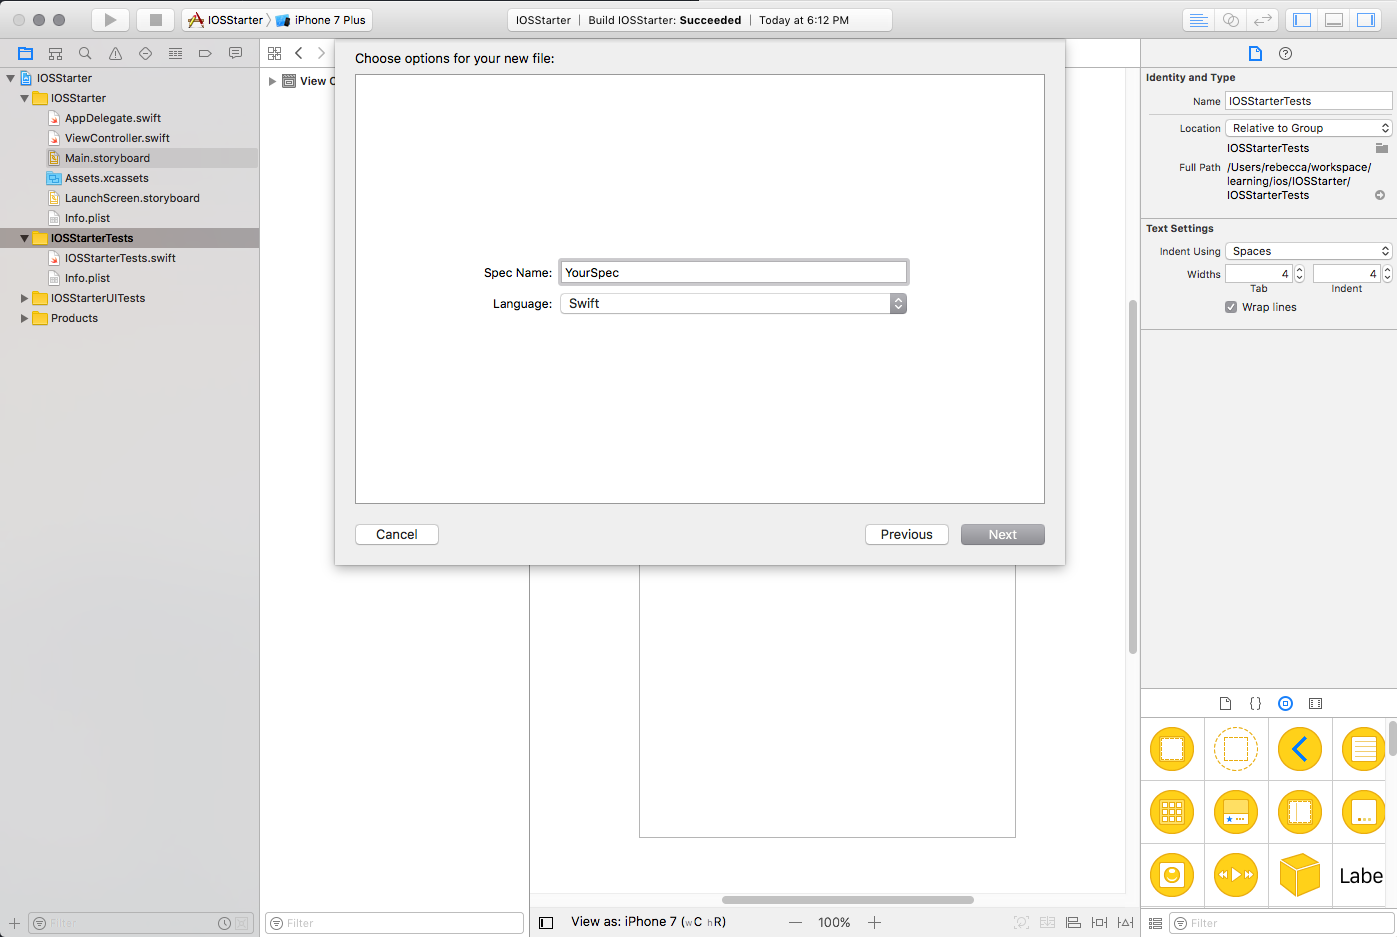 IOSStarter iPhone 7 Plus
IOSStarter | Build IOSStarter: Succeeded | Today at 6:12 PM
IOSStarter
IOSStarter
AppDelegate.swift
ViewController.swift
Main.storyboard
Assets.xcassets
LaunchScreen.storyboard
Info.plist
IOSStarterTests
IOSStarterTests.swift
Info.plist
IOSStarterUITests
Products
Filter
View C
Filter
Choose options for your new file:
Spec Name: YourSpec
Language: Swift
Cancel
Previous
Next
View as: iPhone 7 (wC hR)
100%
Identity and Type
Name IOSStarterTests
Location Relative to Group
IOSStarterTests
Full Path /Users/rebecca/workspace/
learning/ios/IOSStarter/
IOSStarterTests
Text Settings
Indent Using Spaces
Widths 4 4
Tab Indent
Wrap lines
{ }
Labe
Filter